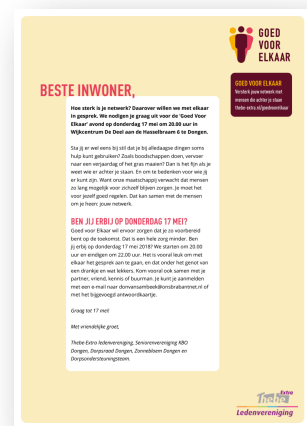 GOED
VOOR
ELKAAR
GOED VOOR ELKAAR
Versterk jouw netwerk met
mensen die achter je staan
thebe-extra.nl/goedvoorelkaar
BESTE INWONER,
Hoe sterk is je netwerk? Daarover willen we met elkaar
in gesprek. We nodigen je graag uit voor de 'Goed Voor
Elkaar' avond op donderdag 17 mei om 20.00 uur in
Wijkcentrum De Deel aan de Hasselbraam 6 te Dongen.
Sta jij er wel eens bij stil dat je bij alledaagse dingen soms
hulp kunt gebruiken? Zoals boodschappen doen, vervoer
naar een verjaardag of het gras maaien? Dan is het fijn als je
weet wie er achter je staan. En om te bedenken voor wie jij
er kunt zijn. Want onze maatschappij verwacht dat mensen
zo lang mogelijk voor zichzelf blijven zorgen. Je moet het
voor jezelf goed regelen. Dat kan samen met de mensen
om je heen: jouw netwerk.
BEN JIJ ERBIJ OP DONDERDAG 17 MEI?
Goed voor Elkaar wil ervoor zorgen dat je zo voorbereid
bent op de toekomst. Dat is een hele zorg minder. Ben
jij erbij op donderdag 17 mei 2018? We starten om 20.00
uur en eindigen om 22.00 uur. Het is vooral leuk om met
elkaar het gesprek aan te gaan, en dat onder het genot van
een drankje en wat lekkers. Kom vooral ook samen met je
partner, vriend, kennis of buurman. Je kunt je aanmelden
met een e-mail naar donvansambeek@onsbrabantnet.nl of
met het bijgevoegd antwoordkaartje.
Graag tot 17 mei!
Met vriendelijke groet,
Thebe Extra ledenvereniging, Seniorenvereniging KBO
Dongen, Dorpsraad Dongen, Zonnebloem Dongen en
Dorpsondersteuningsteam.
Thebe Extra
Ledenvereniging